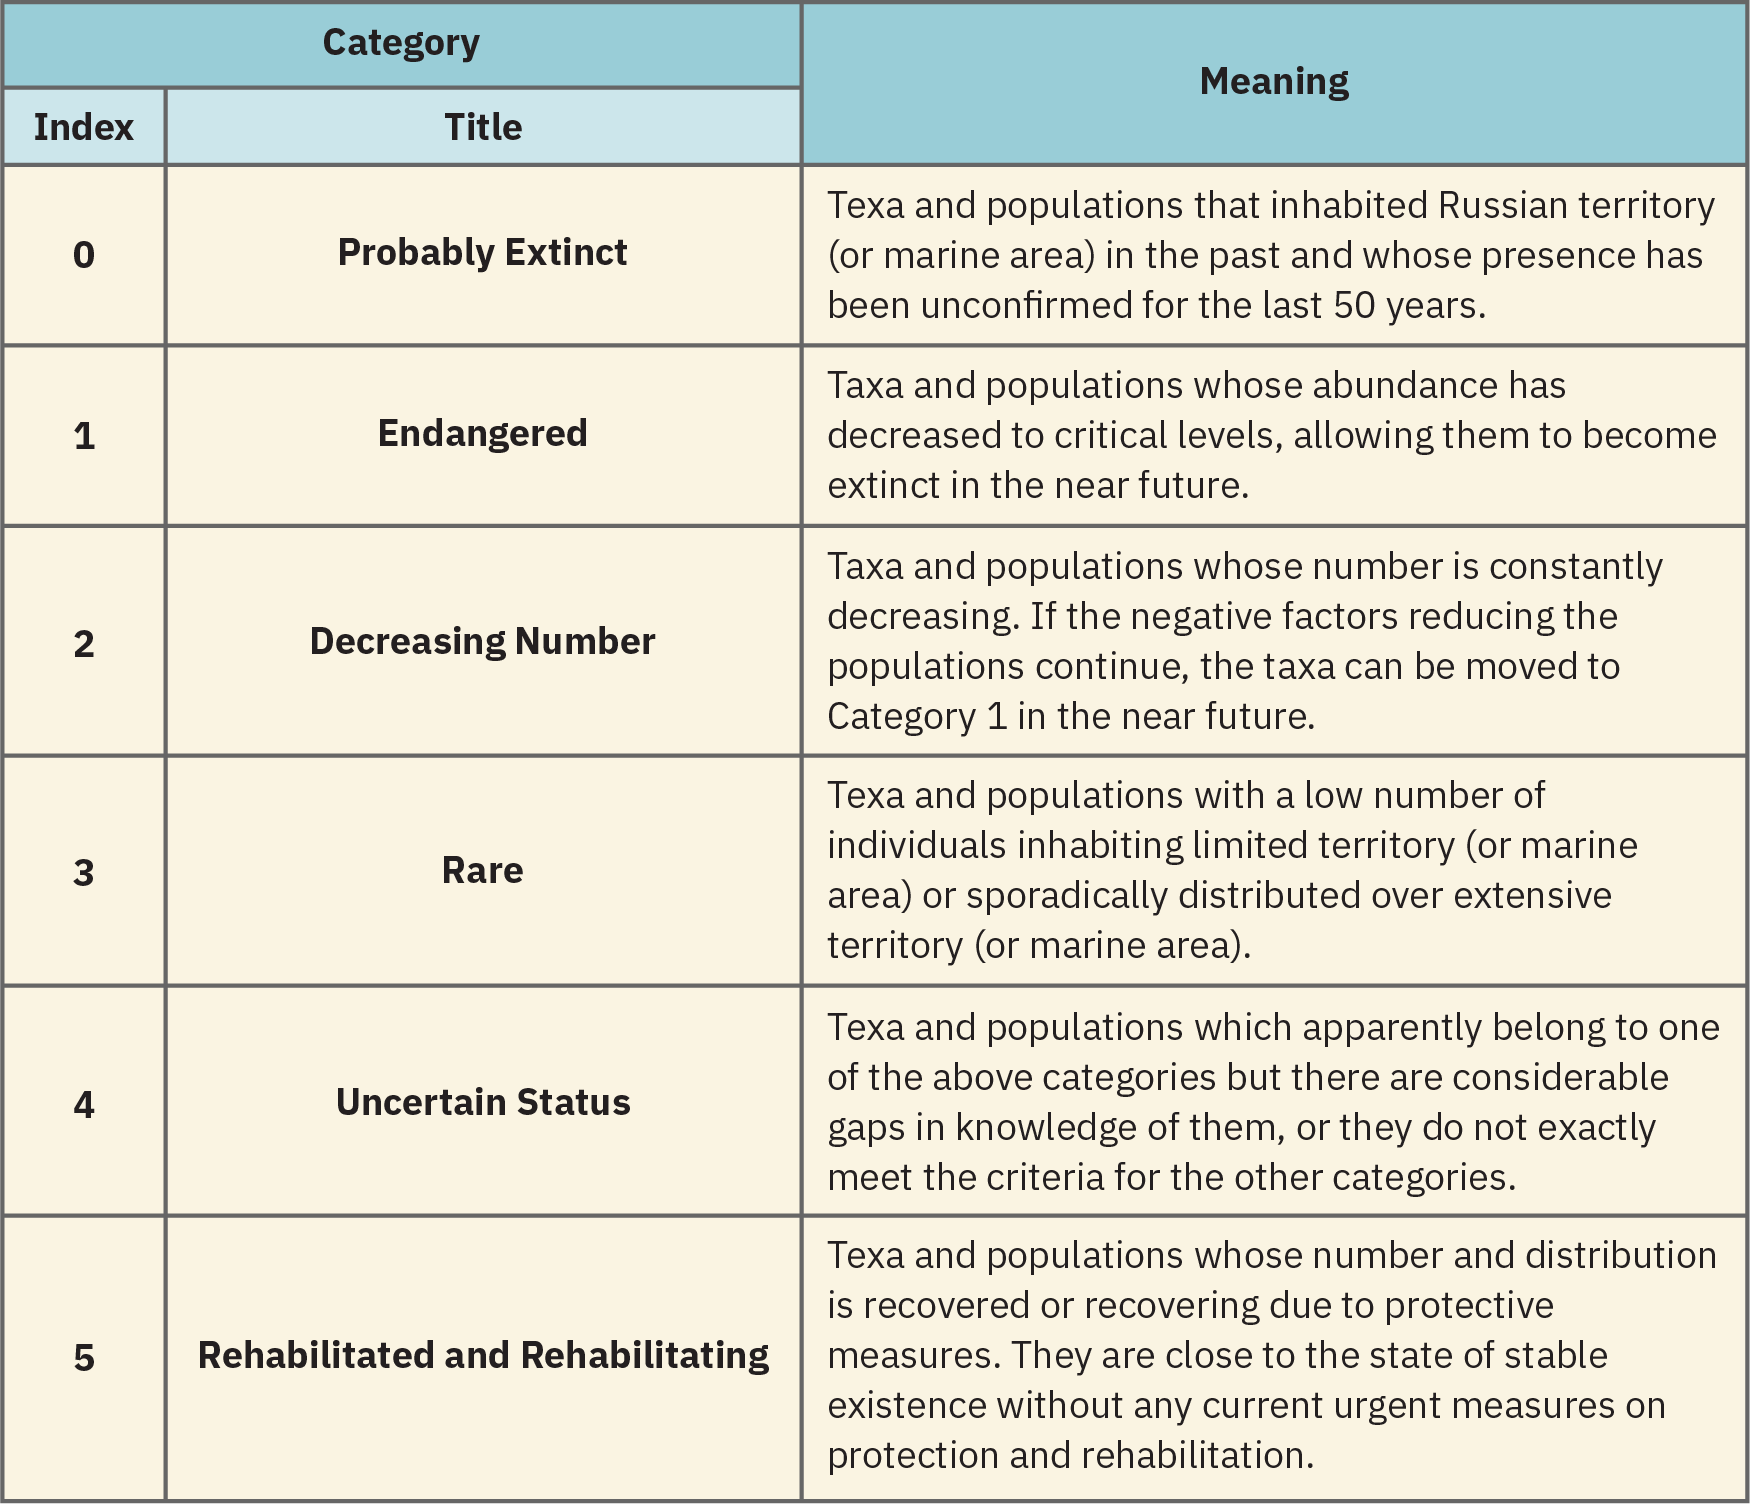 Category
Meaning
Index
Title
0
Probably Extinct
Texa and populations that inhabited Russian territory
(or marine area) in the past and whose presence has
been unconfirmed for the last 50 years.
1
Endangered
Taxa and populations whose abundance has
decreased to critical levels, allowing them to become
extinct in the near future.
2
Decreasing Number
Taxa and populations whose number is constantly
decreasing. If the negative factors reducing the
populations continue, the taxa can be moved to
Category 1 in the near future.
3
Rare
Texa and populations with a low number of
individuals inhabiting limited territory (or marine
area) or sporadically distributed over extensive
territory (or marine area).
4
Uncertain Status
Texa and populations which apparently belong to one
of the above categories but there are considerable
gaps in knowledge of them, or they do not exactly
meet the criteria for the other categories.
5
Rehabilitated and Rehabilitating
Texa and populations whose number and distribution
is recovered or recovering due to protective
measures. They are close to the state of stable
existence without any current urgent measures on
protection and rehabilitation.